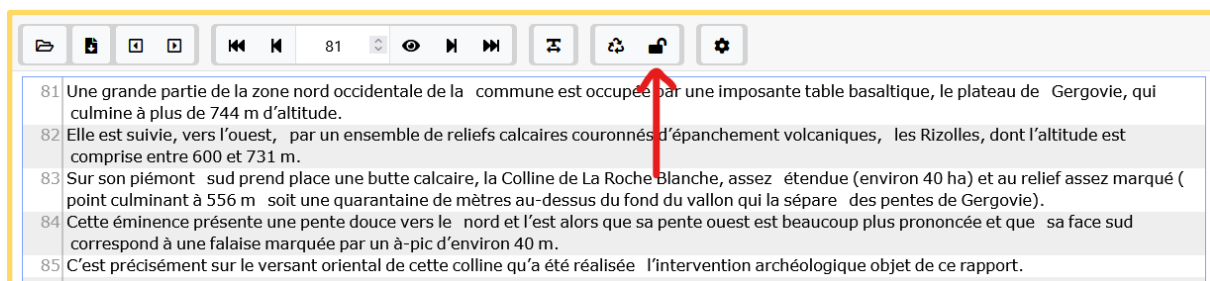 81
81 Une grande partie de la zone nord occidentale de la commune est occupée par une imposante table basaltique, le plateau de Gergovie, qui
culmine à plus de 744 m d’altitude.
82 Elle est suivie, vers l’ouest, par un ensemble de reliefs calcaires couronnés d’épanchement volcaniques, les Rizolles, dont l’altitude est
comprise entre 600 et 731 m.
83 Sur son piémont sud prend place une butte calcaire, la Colline de La Roche Blanche, assez étendue (environ 40 ha) et au relief assez marqué (
point culminant à 556 m soit une quarantaine de mètres au-dessus du fond du vallon qui la sépare des pentes de Gergovie).
84 Cette éminence présente une pente douce vers le nord et l’est alors que sa pente ouest est beaucoup plus prononcée et que sa face sud
correspond à une falaise marquée par un à-pic d’environ 40 m.
85 C’est précisément sur le versant oriental de cette colline qu’a été réalisée l’intervention archéologique objet de ce rapport.